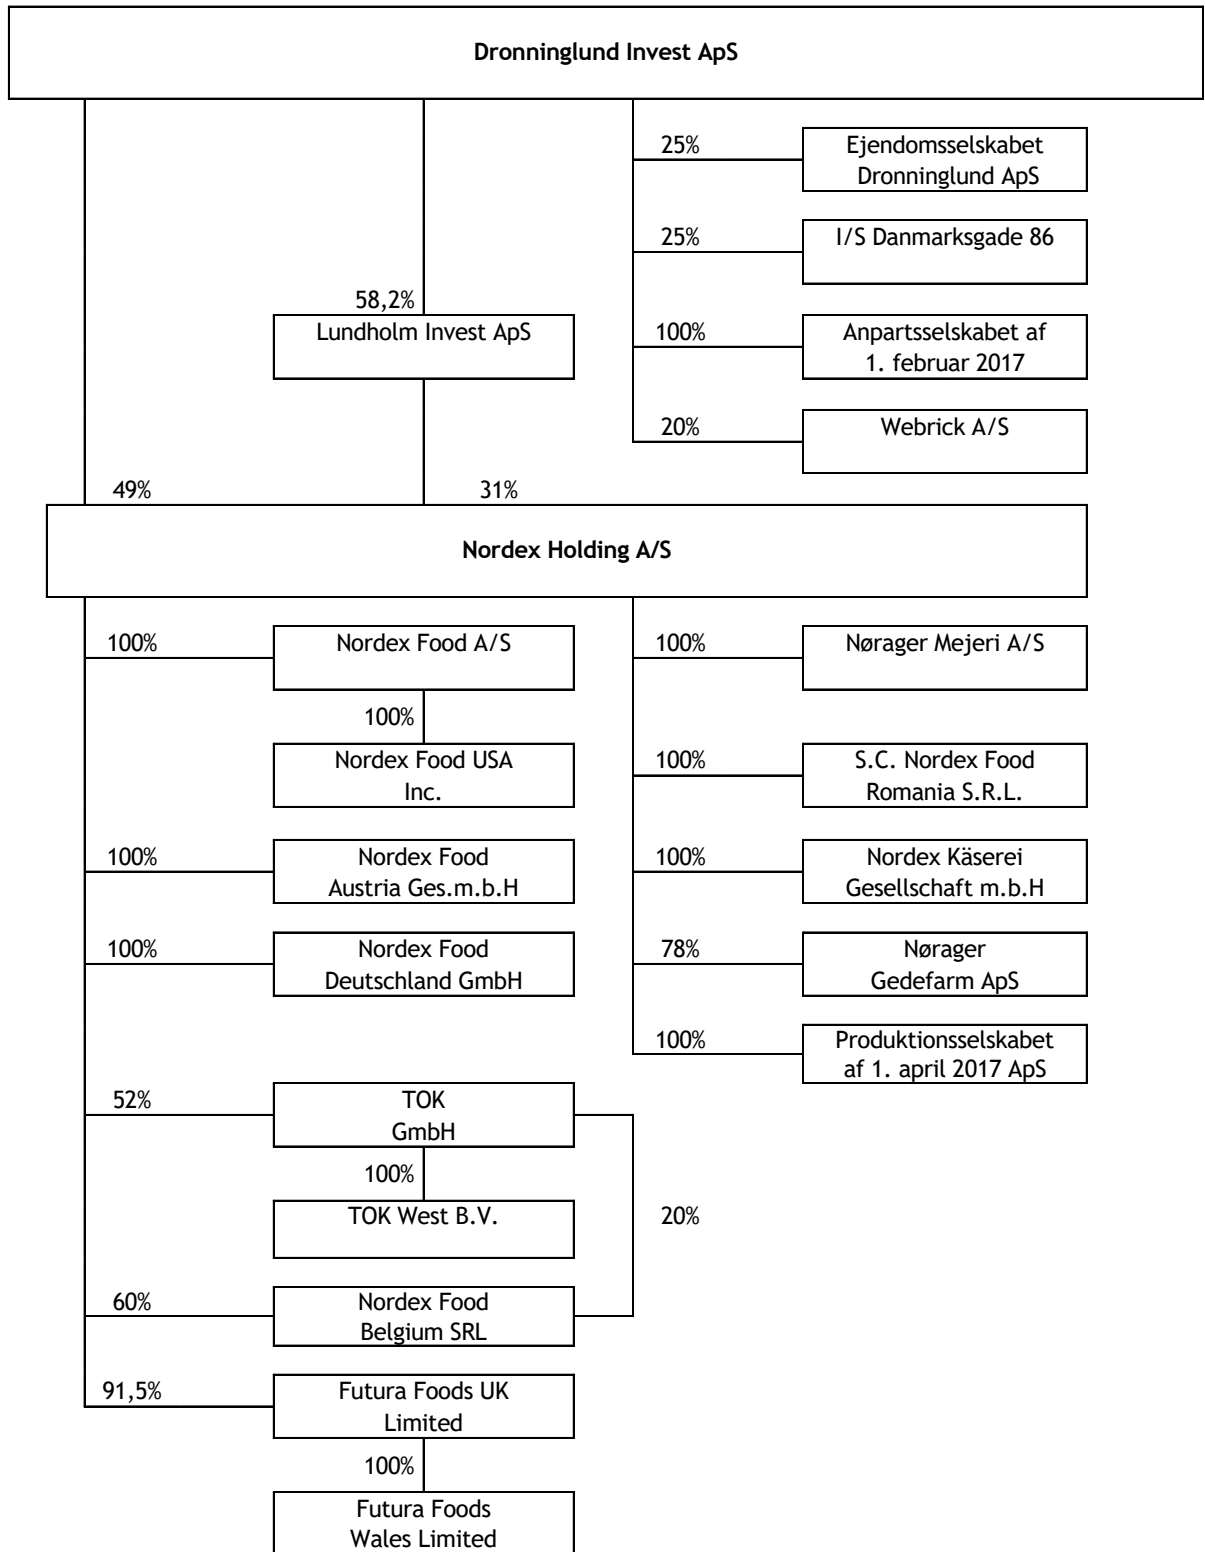 Dronninglund Invest ApS
25%
Ejendomsselskabet
Dronninglund ApS
25%
I/S Danmarksgade 86
58,2%
Lundholm Invest ApS
100%
Anpartsselskabet af
1. februar 2017
20%
Webrick A/S
49%
31%
Nordex Holding A/S
100%
Nordex Food A/S
100%
Nørager Mejeri A/S
100%
Nordex Food USA
Inc.
100%
S.C. Nordex Food
Romania S.R.L.
100%
Nordex Food
Austria Ges.m.b.H
100%
Nordex Käserei
Gesellschaft m.b.H
100%
Nordex Food
Deutschland GmbH
78%
Nørager
Gedefarm ApS
100%
Produktionsselskabet
af 1. april 2017 ApS
52%
TOK
GmbH
100%
TOK West B.V.
20%
60%
Nordex Food
Belgium SRL
91,5%
Futura Foods UK
Limited
100%
Futura Foods
Wales Limited